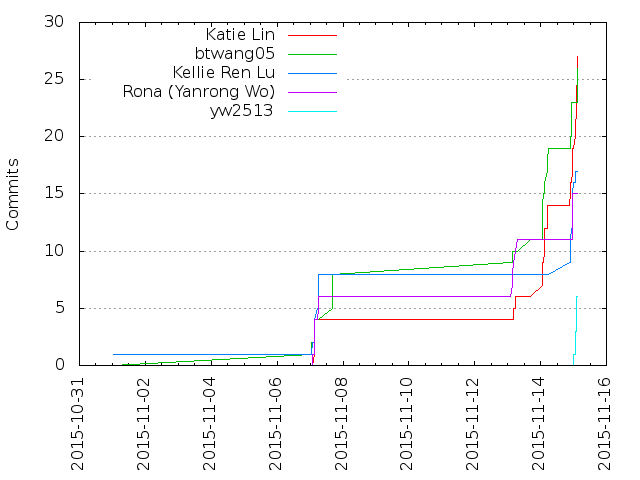 30
25
20
15
10
5
0
Commits
Katie Lin
btwang05
Kellie Ren Lu
Rona (Yanrong Wo)
yw2513
2015-10-31
2015-11-02
2015-11-04
2015-11-06
2015-11-08
2015-11-10
2015-11-12
2015-11-14
2015-11-16